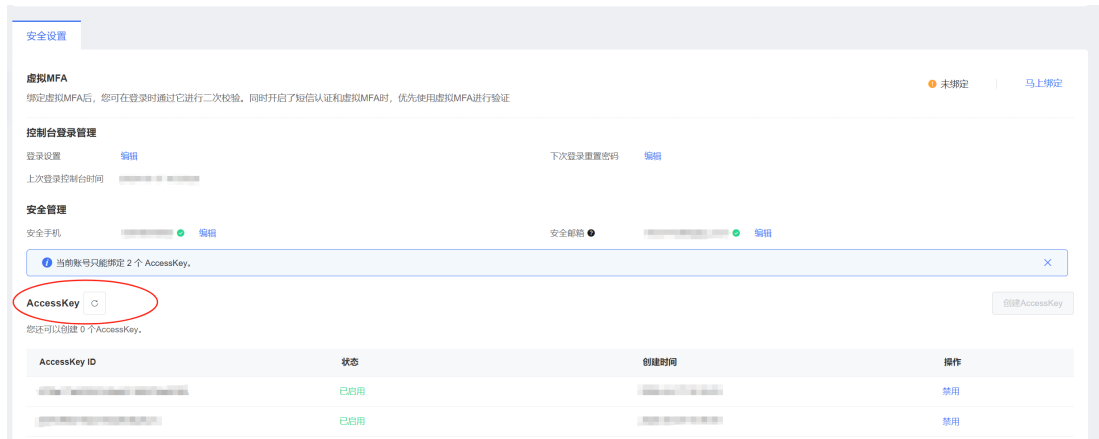 安全设置
虚拟MFA
绑定虚拟MFA后，您可在登录时通过它进行二次校验。同时开启了短信认证和虚拟MFA时，优先使用虚拟MFA进行验证
未绑定 马上绑定
控制台登录管理
登录设置 编辑 下次登录重置密码 编辑
上次登录控制台时间
安全管理
安全手机 编辑 安全邮箱 编辑
当前账号只能绑定 2 个 AccessKey。
AccessKey 创建AccessKey
您还可以创建 0 个AccessKey。
AccessKey ID 状态 创建时间 操作
已启用 禁用
已启用 禁用